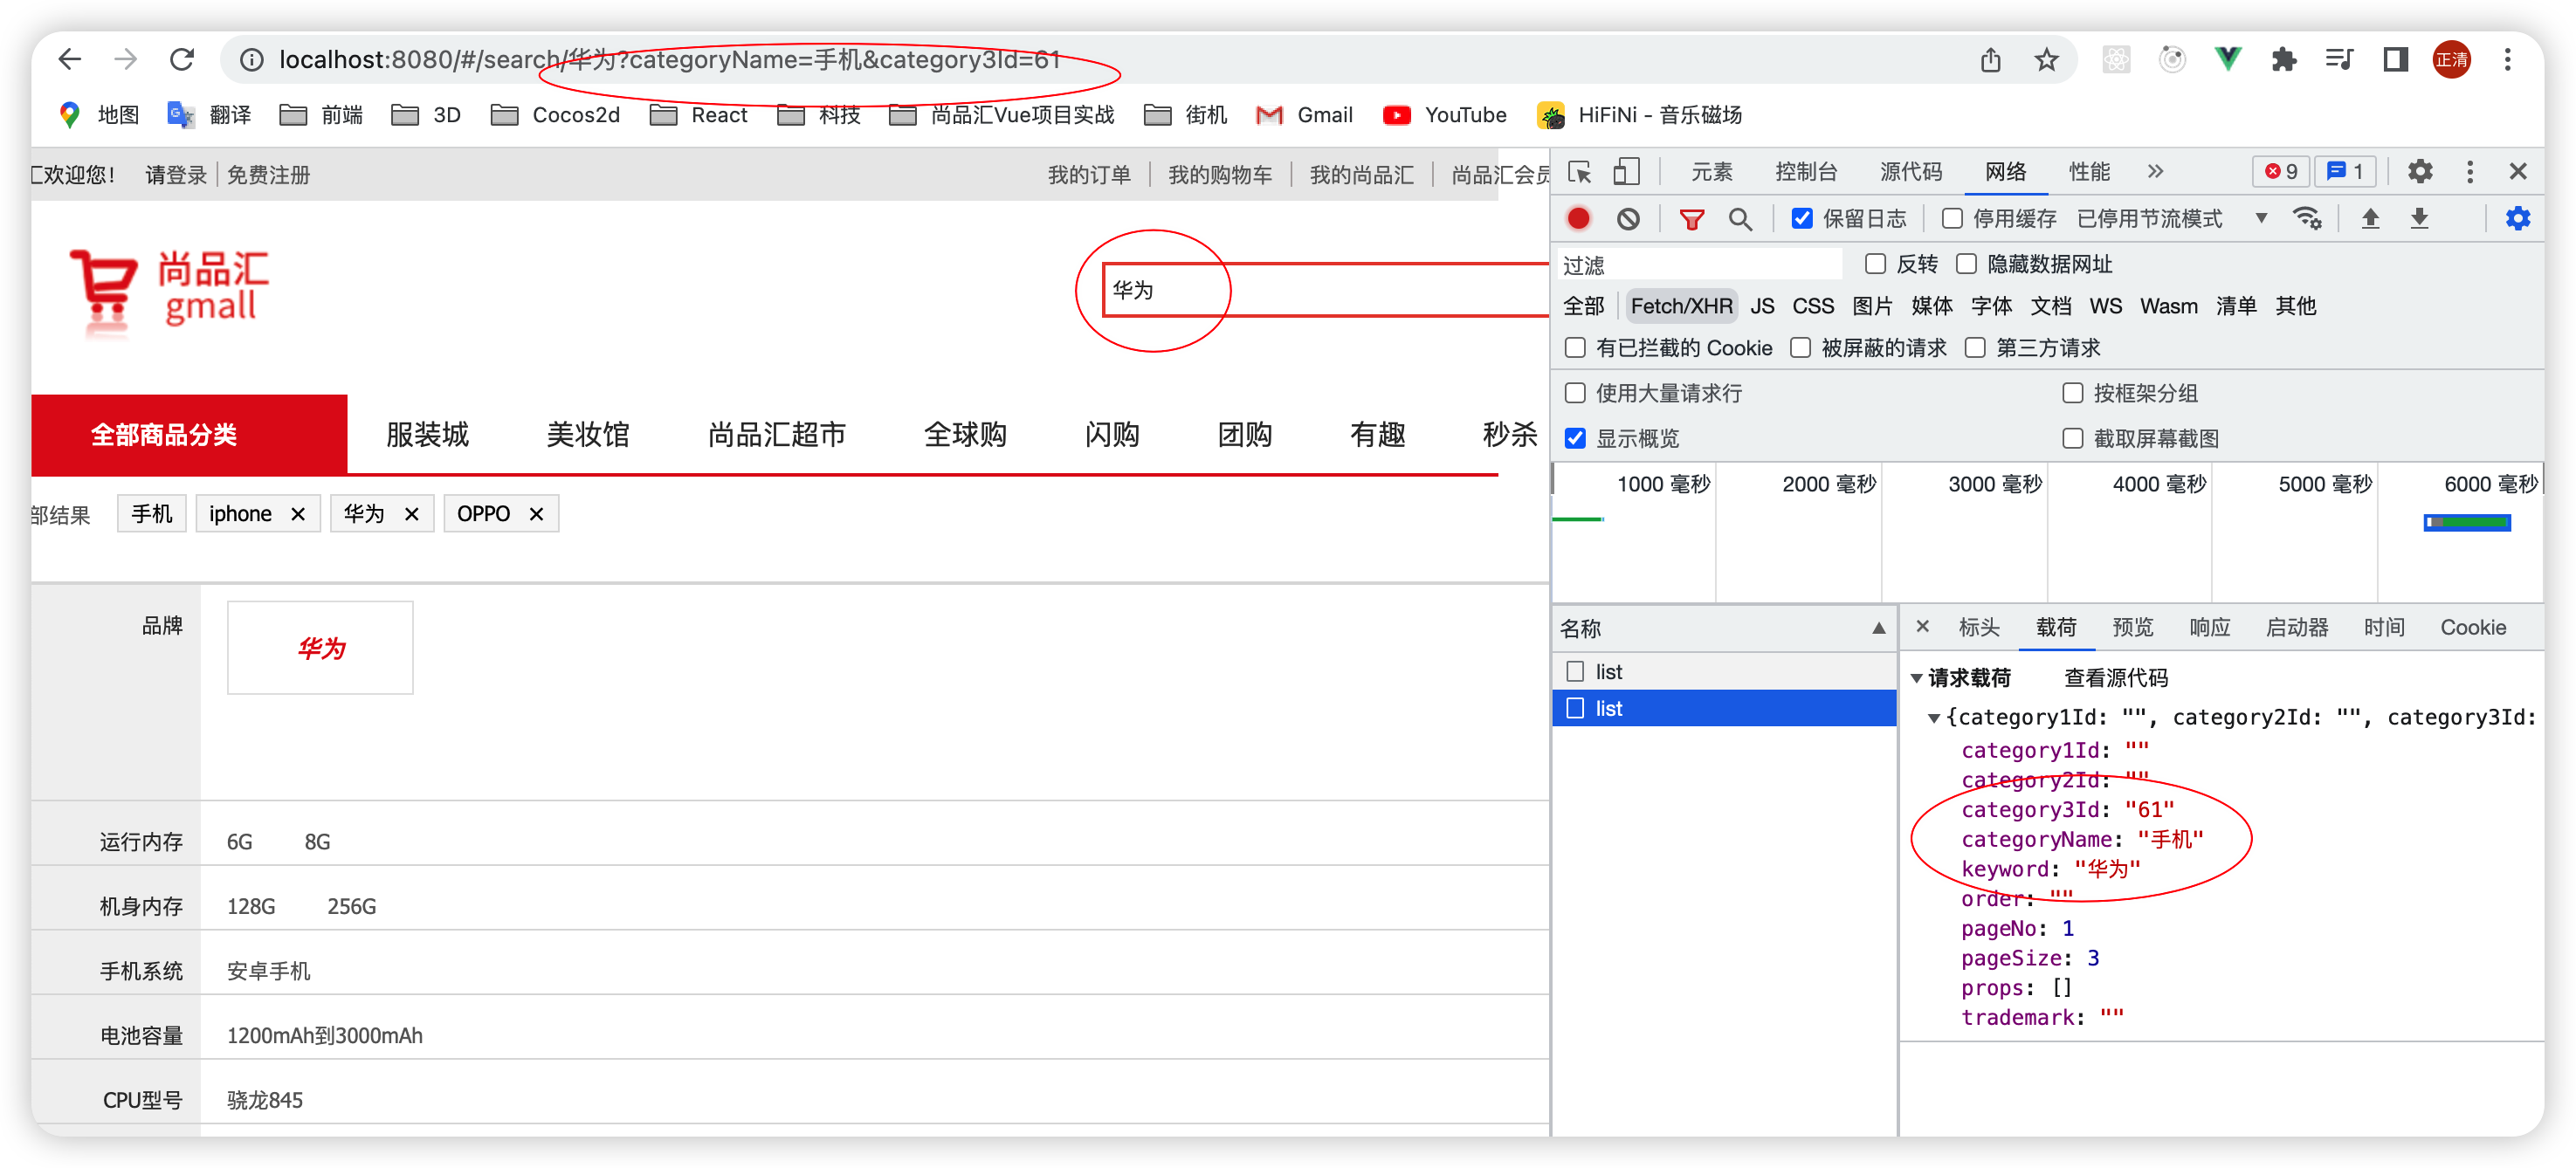 localhost:8080/#/search/华为?categoryName=手机&category3Id=61
正清
地图 翻译 前端 3D Cocos2d React 科技 尚品汇Vue项目实战 街机 Gmail YouTube HiFiNi - 音乐磁场
汇欢迎您! 请登录 免费注册 我的订单 我的购物车 我的尚品汇 尚品汇会员
尚品汇
gmall
华为
全部商品分类 服装城 美妆馆 尚品汇超市 全球购 闪购 团购 有趣 秒杀
部结果 手机 iphone × 华为 × OPPO ×
品牌 华为
运行内存 6G 8G
机身内存 128G 256G
手机系统 安卓手机
电池容量 1200mAh到3000mAh
CPU型号 骁龙845
元素 控制台 源代码 网络 性能 » 9 1
保留日志 停用缓存 已停用节流模式
过滤 反转 隐藏数据网址
全部 Fetch/XHR JS CSS 图片 媒体 字体 文档 WS Wasm 清单 其他
有已拦截的 Cookie 被屏蔽的请求 第三方请求
使用大量请求行 按框架分组
显示概览 截取屏幕截图
1000 毫秒 2000 毫秒 3000 毫秒 4000 毫秒 5000 毫秒 6000 毫秒
名称
list
list
× 标头 载荷 预览 响应 启动器 时间 Cookie
请求载荷 查看源代码
{category1Id: "", category2Id: "", category3Id:
category1Id: ""
category2Id: ""
category3Id: "61"
categoryName: "手机"
keyword: "华为"
order: ""
pageNo: 1
pageSize: 3
props: []
trademark: ""